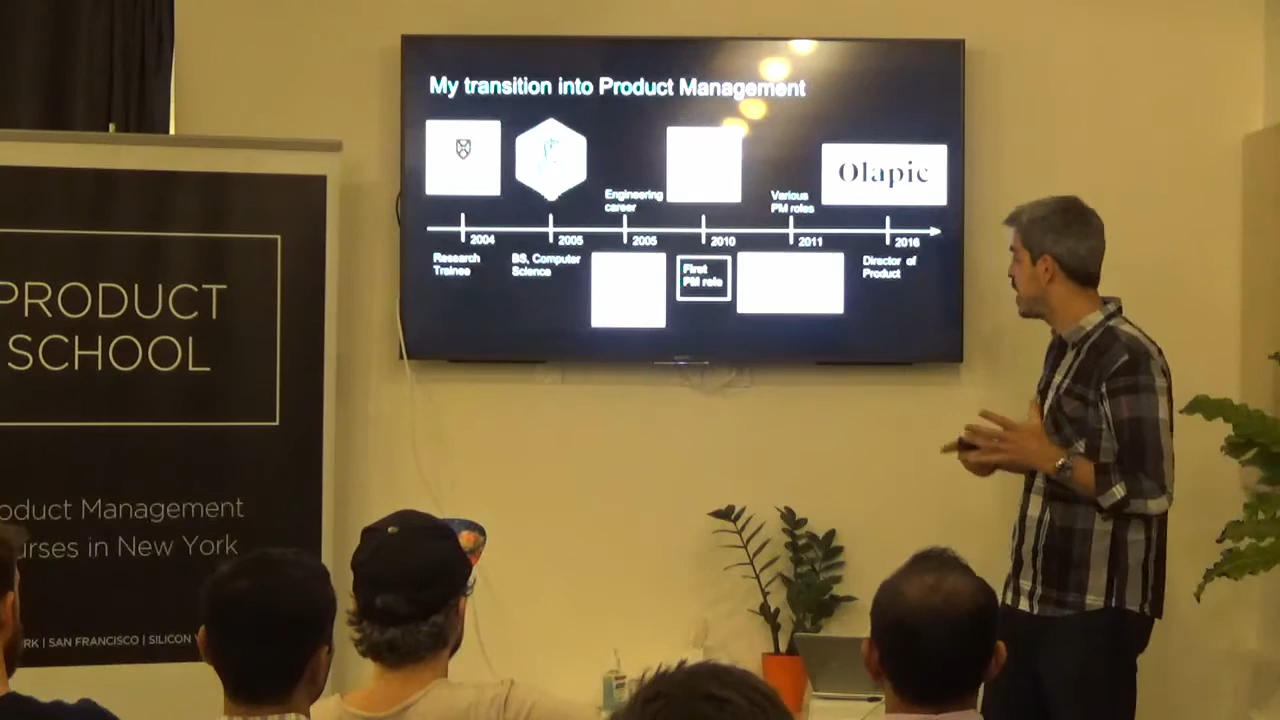 My transition into Product Management
Olapic
Engineering
career
Various
PM roles
2004
2005
2005
2010
2011
2016
Research
Trainee
BS, Computer
Science
First
PM role
Director of
Product
PRODUCT
SCHOOL
oduct Management
urses in New York
RK | SAN FRANCISCO | SILICON V